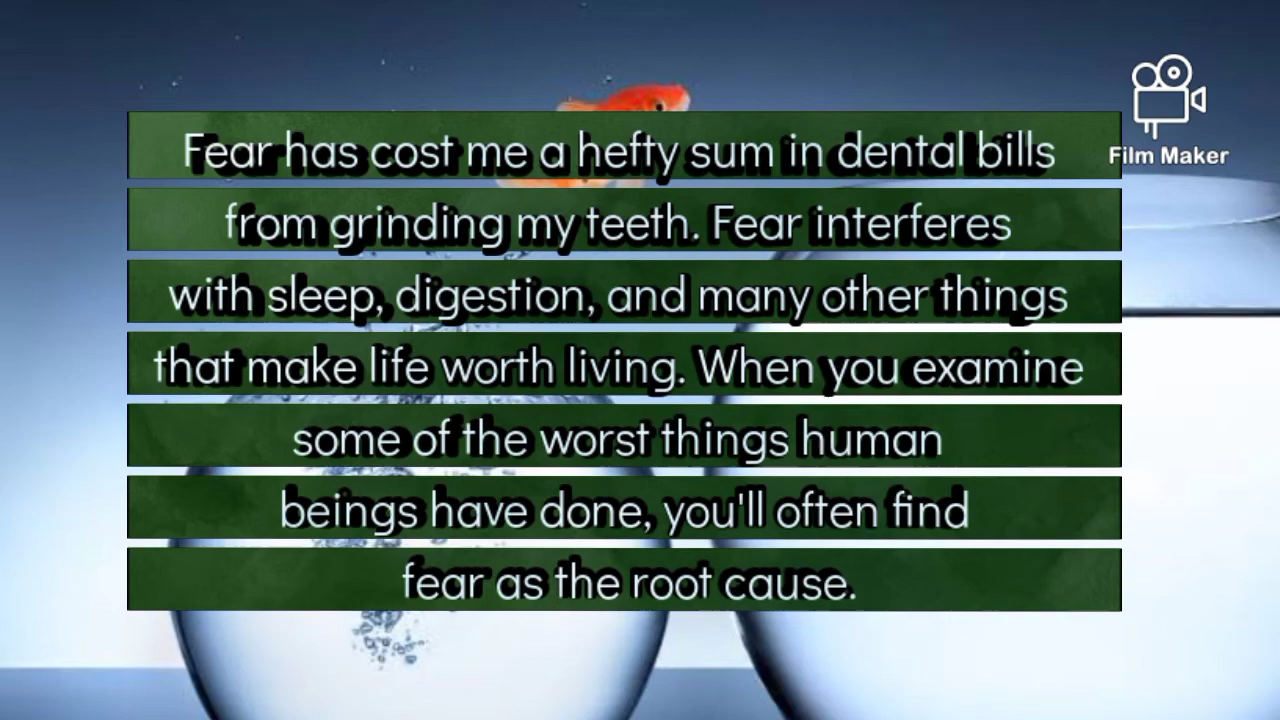 Fear has cost me a hefty sum in dental bills
from grinding my teeth. Fear interferes
with sleep, digestion, and many other things
that make life worth living. When you examine
some of the worst things human
beings have done, you'll often find
fear as the root cause.
Film Maker